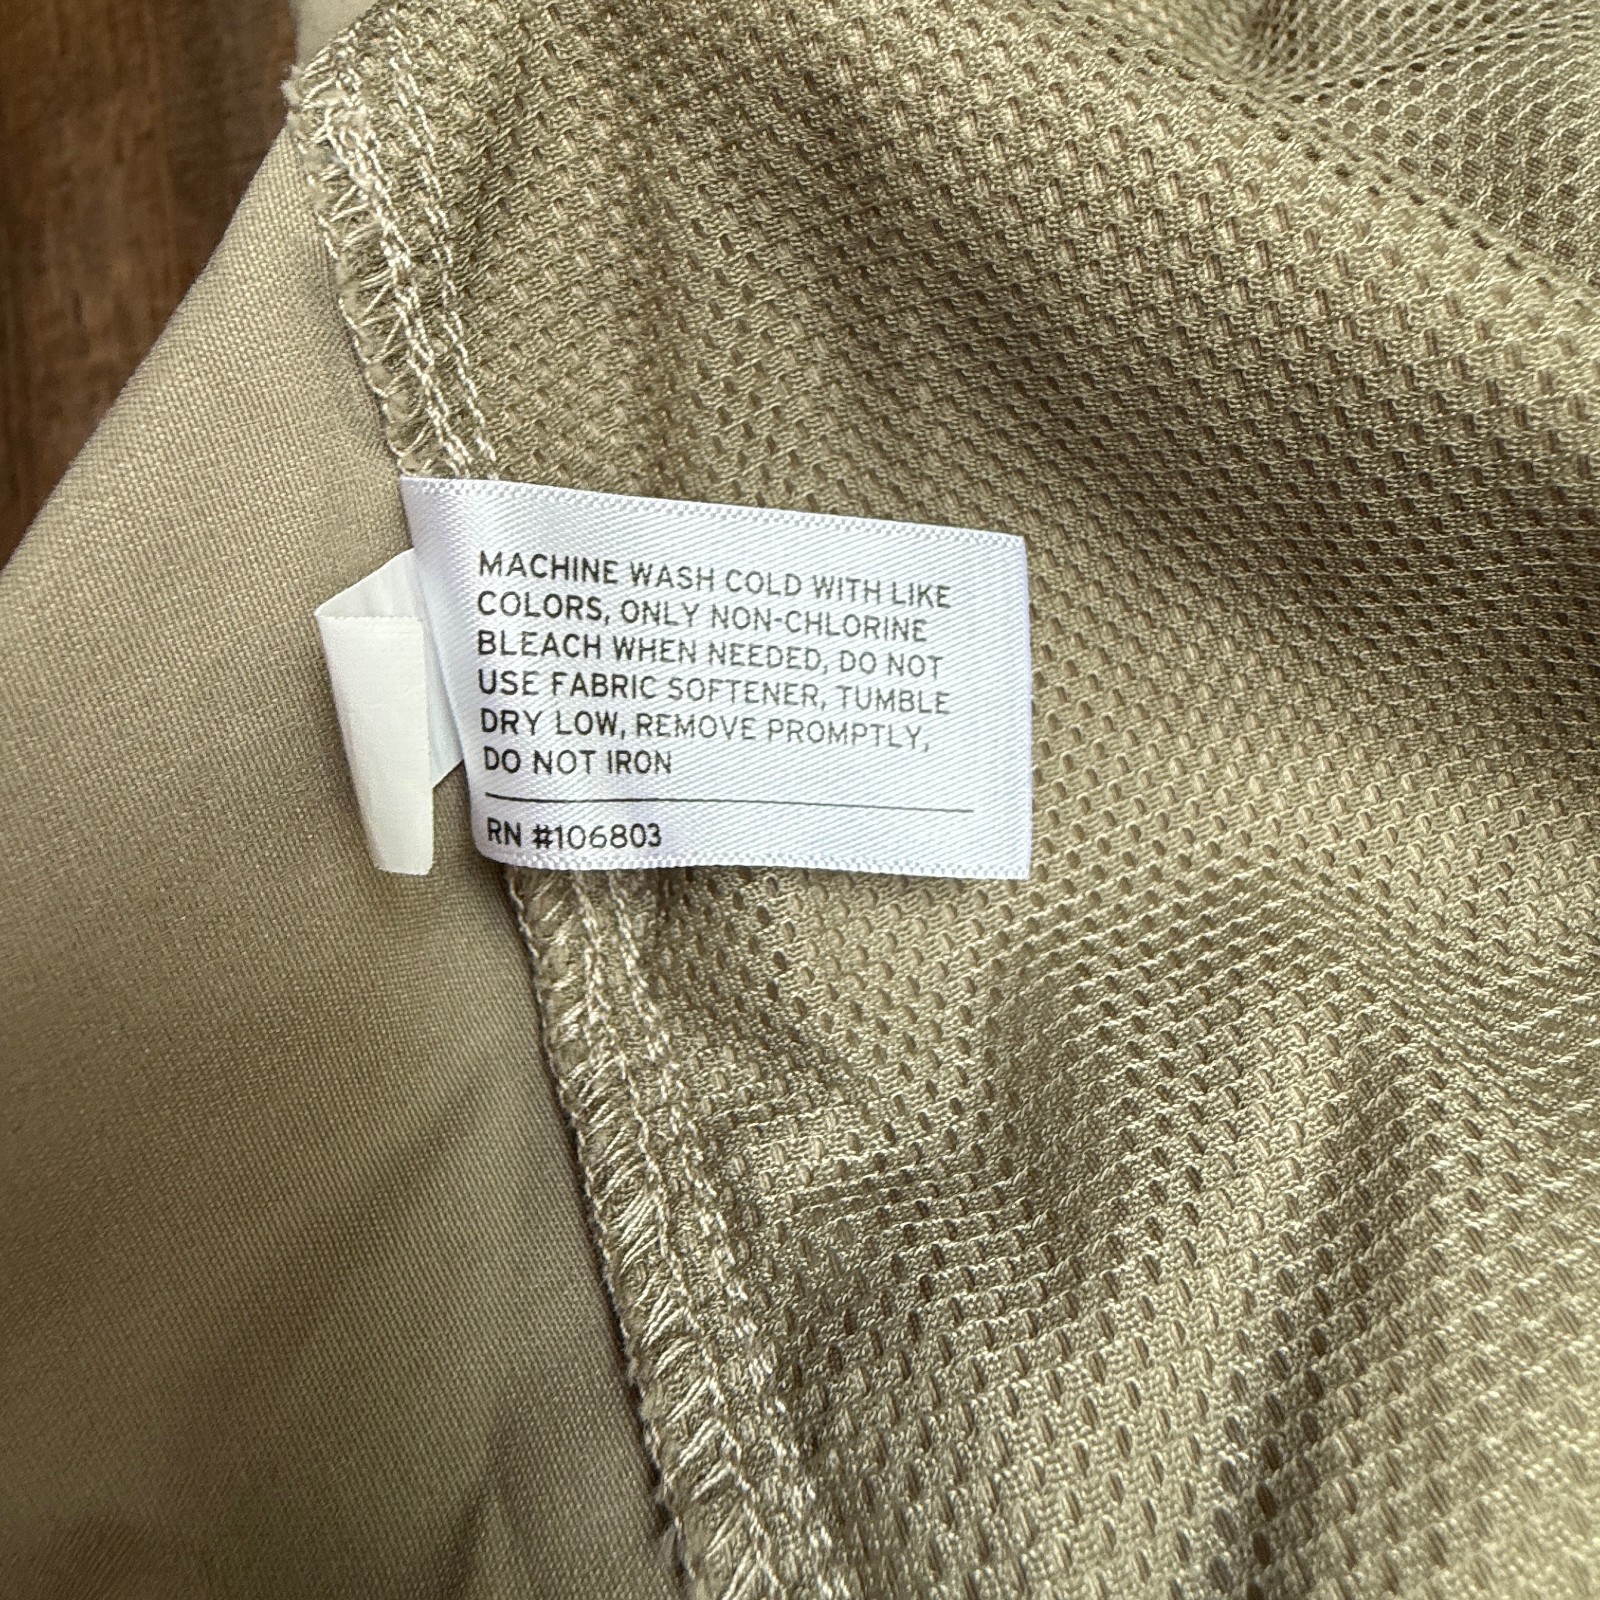 MACHINE WASH COLD WITH LIKE
COLORS, ONLY NON-CHLORINE
BLEACH WHEN NEEDED, DO NOT
USE FABRIC SOFTENER, TUMBLE
DRY LOW, REMOVE PROMPTLY,
DO NOT IRON
RN #106803